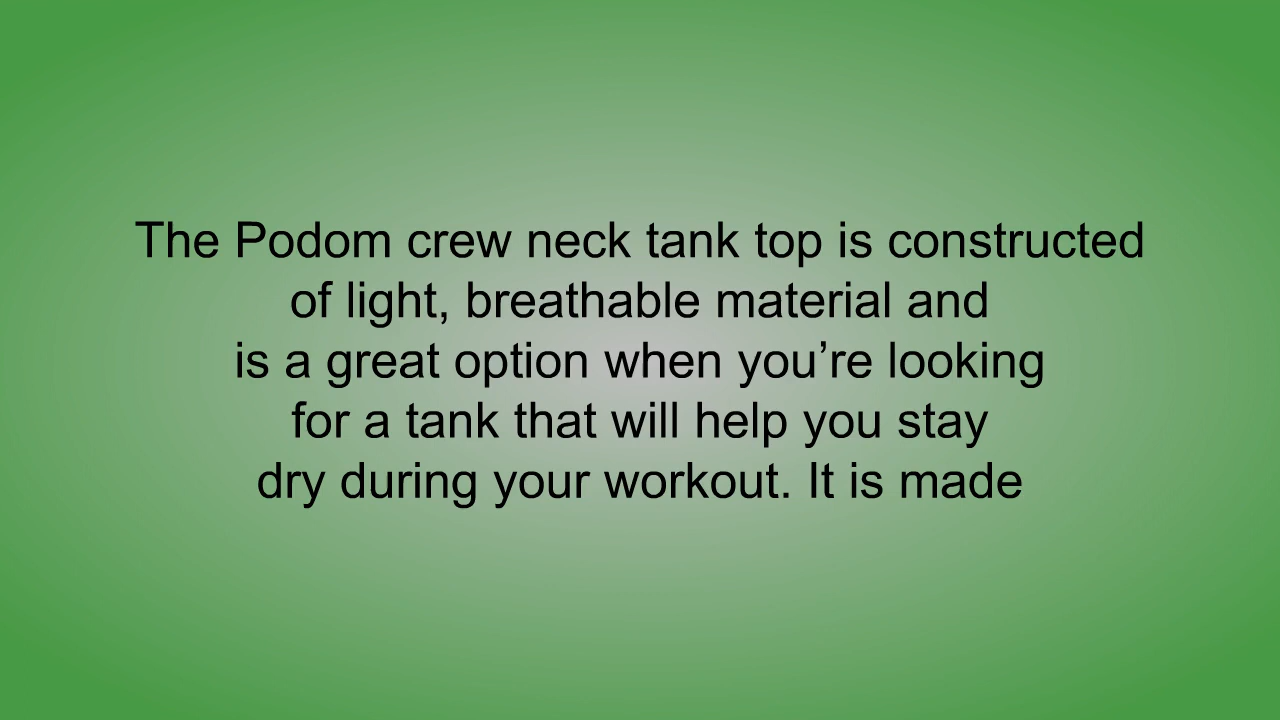 The Podom crew neck tank top is constructed
of light, breathable material and
is a great option when you’re looking
for a tank that will help you stay
dry during your workout. It is made